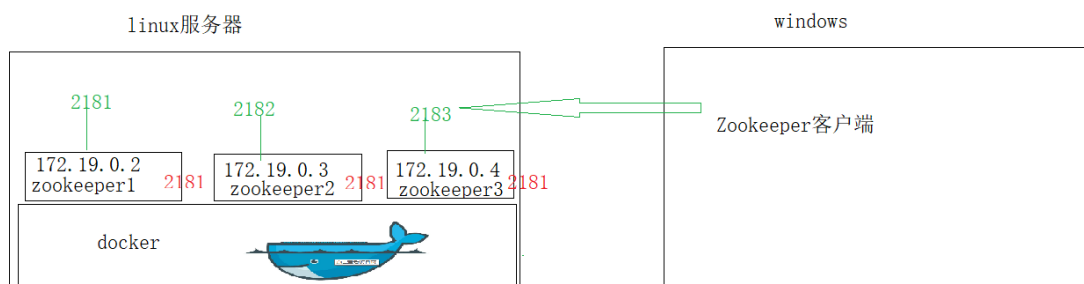 linux服务器
windows
2181
2182
2183
Zookeeper客户端
172.19.0.2
zookeeper1
2181
172.19.0.3
zookeeper2
2181
172.19.0.4
zookeeper3
2181
docker